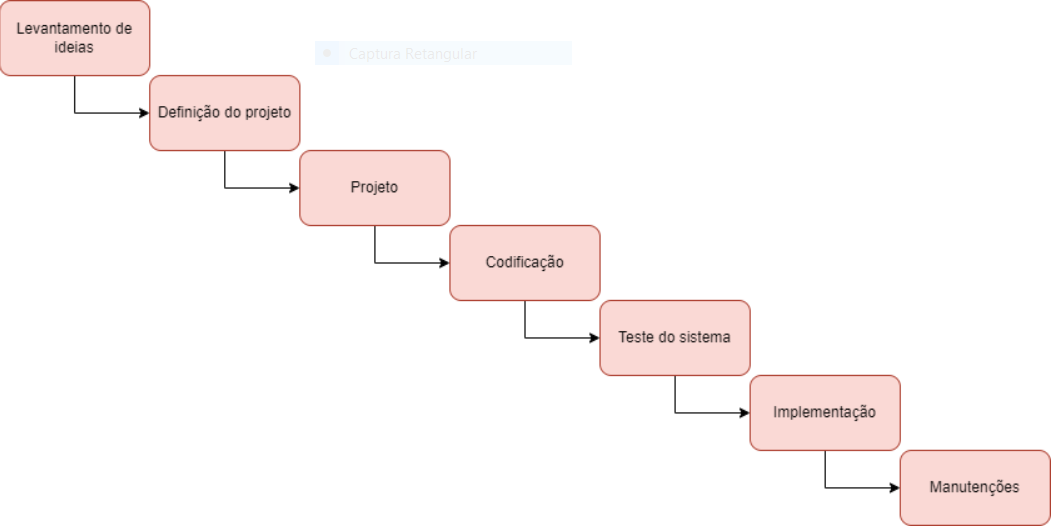 Levantamento de
ideias
Captura Retangular
Definição do projeto
Projeto
Codificação
Teste do sistema
Implementação
Manutenções